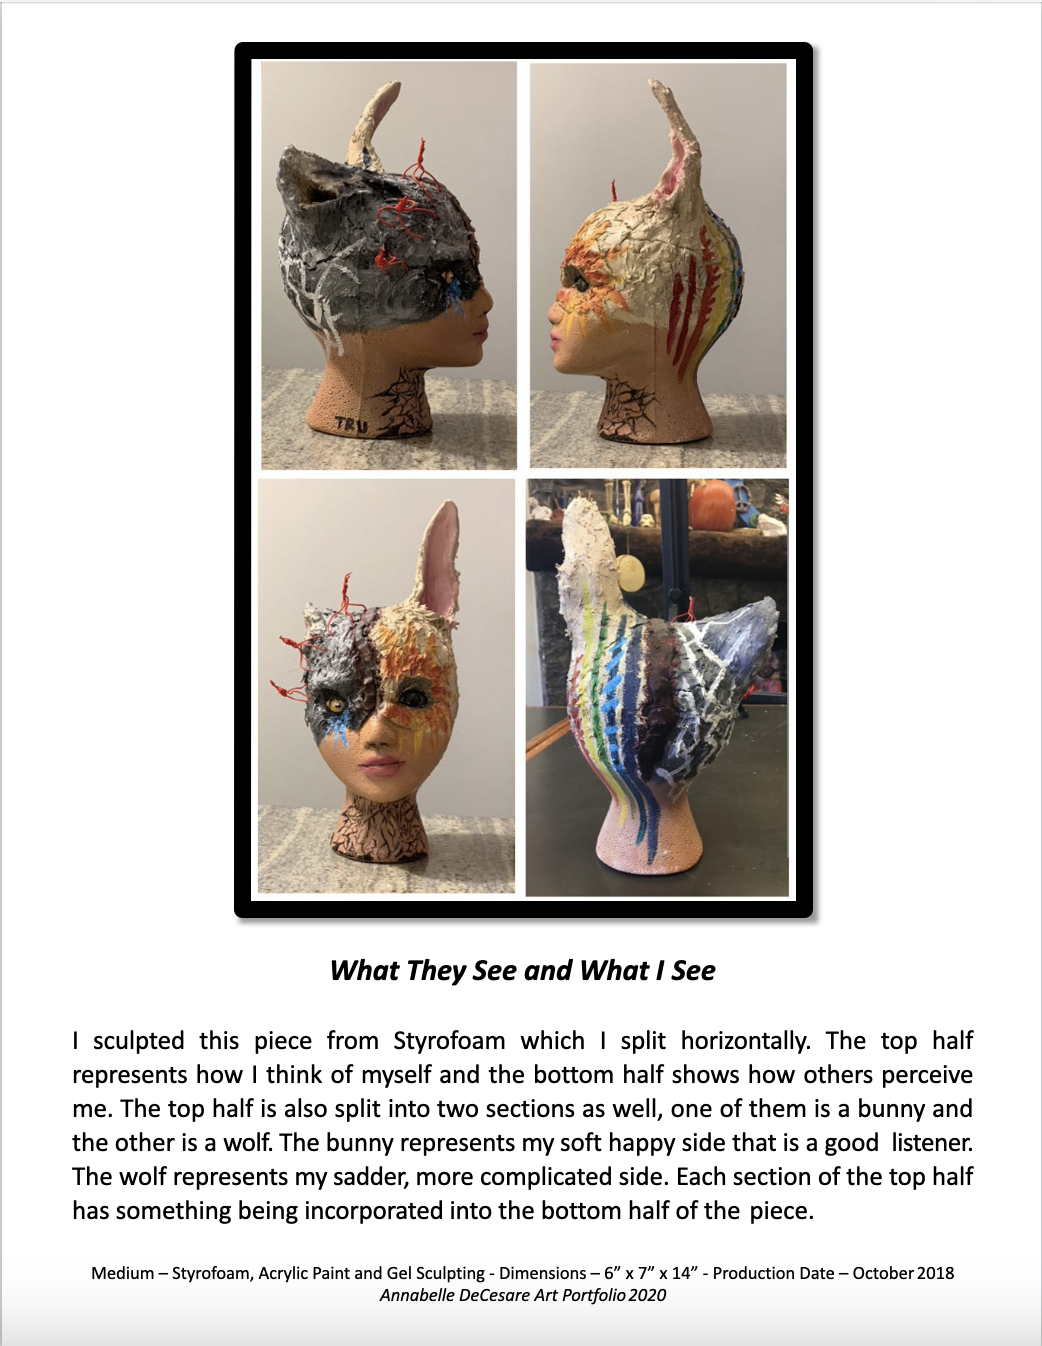 TRU
What They See and What I See
I sculpted this piece from Styrofoam which I split horizontally. The top half
represents how I think of myself and the bottom half shows how others perceive
me. The top half is also split into two sections as well, one of them is a bunny and
the other is a wolf. The bunny represents my soft happy side that is a good listener.
The wolf represents my sadder, more complicated side. Each section of the top half
has something being incorporated into the bottom half of the piece.
Medium – Styrofoam, Acrylic Paint and Gel Sculpting - Dimensions – 6” x 7” x 14” - Production Date – October 2018
Annabelle DeCesare Art Portfolio 2020